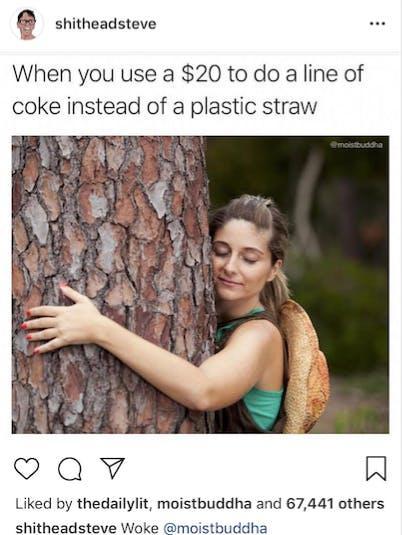 shitheadsteve
When you use a $20 to do a line of
coke instead of a plastic straw
@moistbuddha
Liked by thedailylit, moistbuddha and 67,441 others
shitheadsteve Woke @moistbuddha